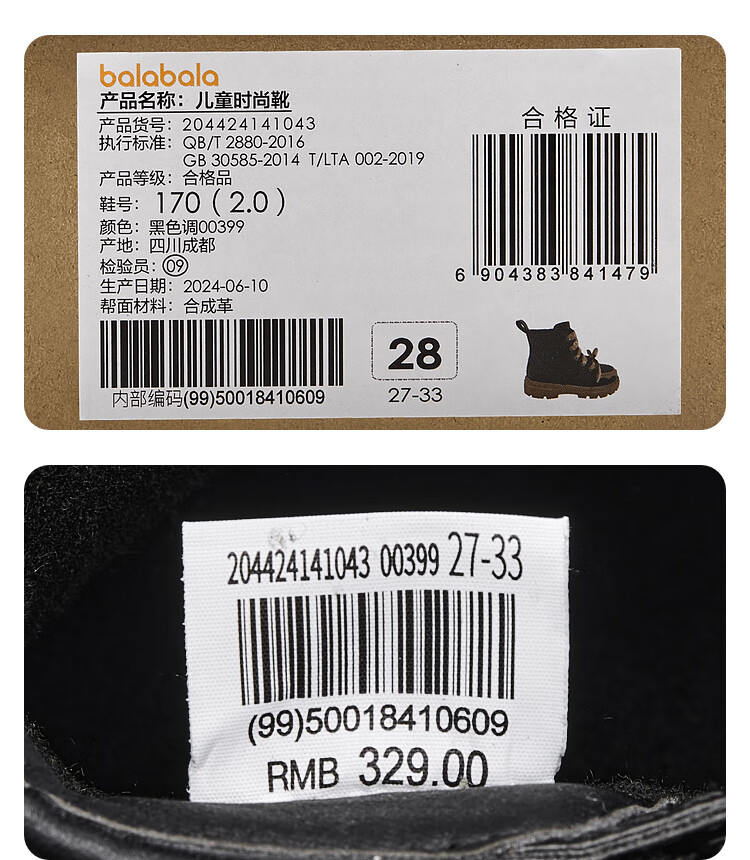 balabala
产品名称：儿童时尚靴
产品货号：204424141043
执行标准：QB/T 2880-2016
GB 30585-2014 T/LTA 002-2019
产品等级：合格品
鞋号：170（2.0）
颜色：黑色调00399
产地：四川成都
检验员：09
生产日期：2024-06-10
帮面材料：合成革
内部编码(99)50018410609
28
27-33
合格证
6 904383 841479
204424141043 00399 27-33
(99)50018410609
RMB 329.00